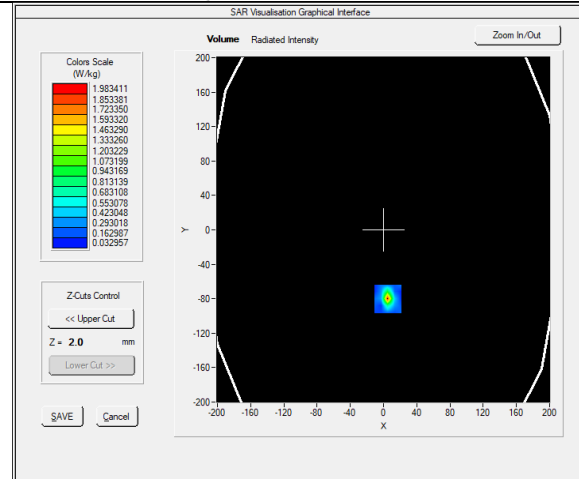 SAR Visualisation Graphical Interface
Volume Radiated Intensity
Zoom In/Out
Colors Scale
(W/kg)
1.983411
1.853381
1.723350
1.593320
1.463290
1.333260
1.203229
1.073199
0.943169
0.813139
0.683108
0.553078
0.423048
0.293018
0.162987
0.032957
Z-Cuts Control
<< Upper Cut
Z = 2.0 mm
Lower Cut >>
SAVE Cancel
200
160
120
80
40
0
-40
-80
-120
-160
-200
Y
-200 -160 -120 -80 -40 0 40 80 120 160 200
X